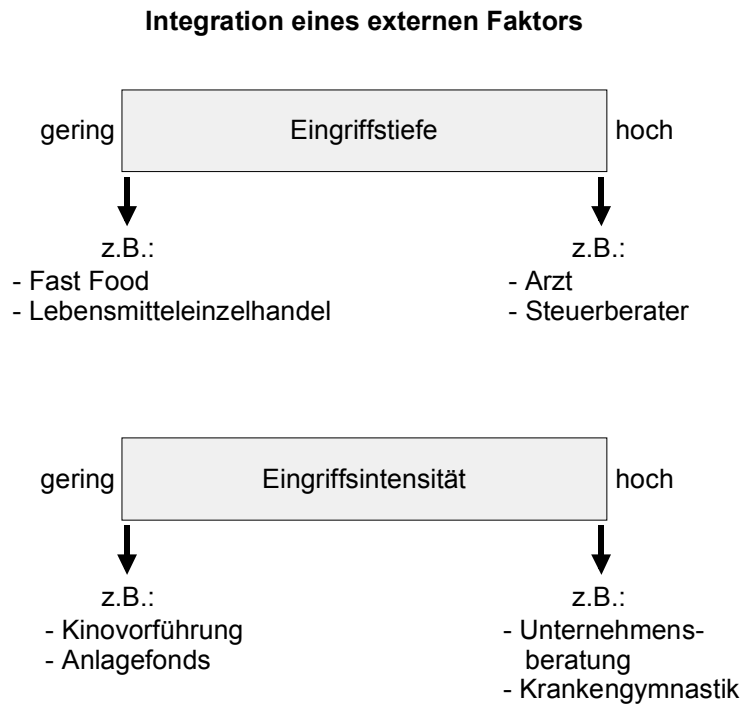 Integration eines externen Faktors
gering Eingriffstiefe hoch
z.B.:
- Fast Food
- Lebensmitteleinzelhandel
z.B.:
- Arzt
- Steuerberater
gering Eingriffsintensität hoch
z.B.:
- Kinovorführung
- Anlagefonds
z.B.:
- Unternehmens-
beratung
- Krankengymnastik